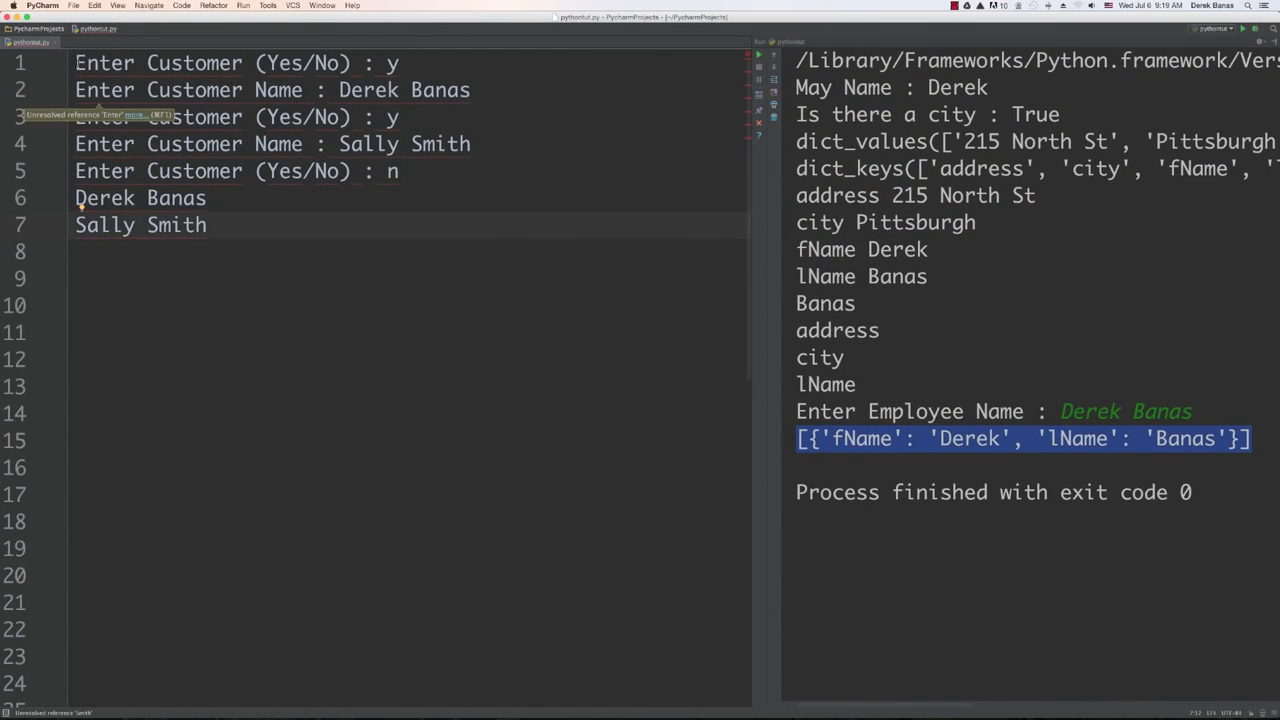 PyCharm File Edit View Navigate Code Refactor Run Tools VCS Window Help
10 Wed Jul 6 9:19 AM Derek Banas
pythontut.py - PycharmProjects - [~/PycharmProjects]
PycharmProjects pythontut.py
pythontut
pythontut.py
Run pythontut
1 Enter Customer (Yes/No) : y
2 Enter Customer Name : Derek Banas
Unresolved reference 'Enter' more... (⌘F1)
3 Enter Customer (Yes/No) : y
4 Enter Customer Name : Sally Smith
5 Enter Customer (Yes/No) : n
6 Derek Banas
7 Sally Smith
8
9
10
11
12
13
14
15
16
17
18
19
20
21
22
23
24
/Library/Frameworks/Python.framework/Vers
May Name : Derek
Is there a city : True
dict_values(['215 North St', 'Pittsburgh
dict_keys(['address', 'city', 'fName', 'l
address 215 North St
city Pittsburgh
fName Derek
lName Banas
Banas
address
city
lName
Enter Employee Name : Derek Banas
[{'fName': 'Derek', 'lName': 'Banas'}]
Process finished with exit code 0
Unresolved reference 'Smith'
7:12 LF÷ UTF-8÷